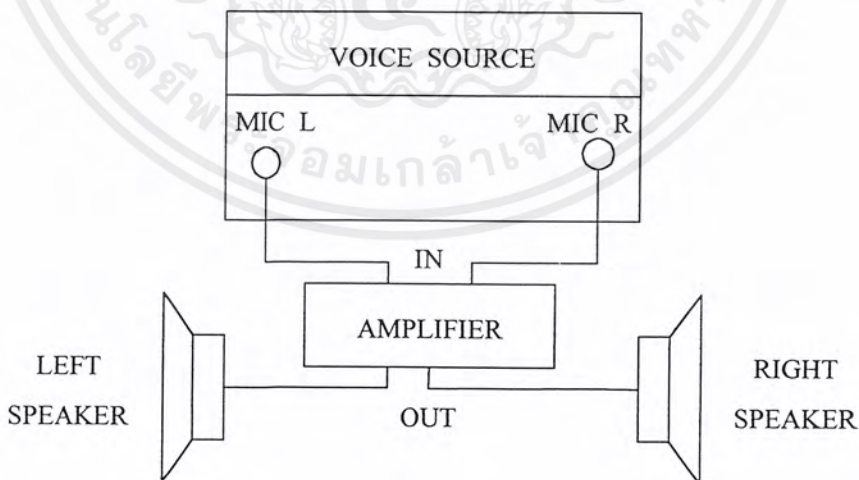 VOICE SOURCE
MIC L
MIC R
IN
AMPLIFIER
LEFT
SPEAKER
OUT
RIGHT
SPEAKER